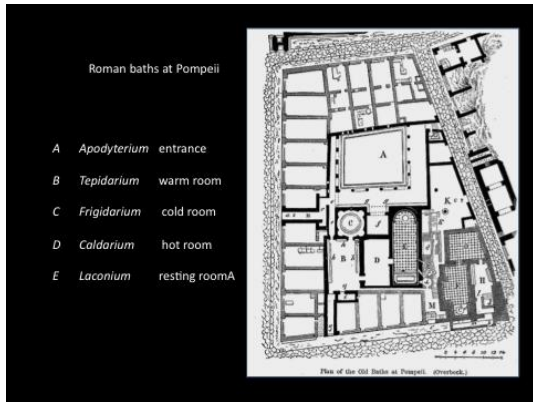 Roman baths at Pompeii
A Apodyterium entrance
B Tepidarium warm room
C Frigidarium cold room
D Caldarium hot room
E Laconium resting roomA
A
K
C
B
D
M
H
Plan of the Old Baths at Pompeii. (Overbeck.)